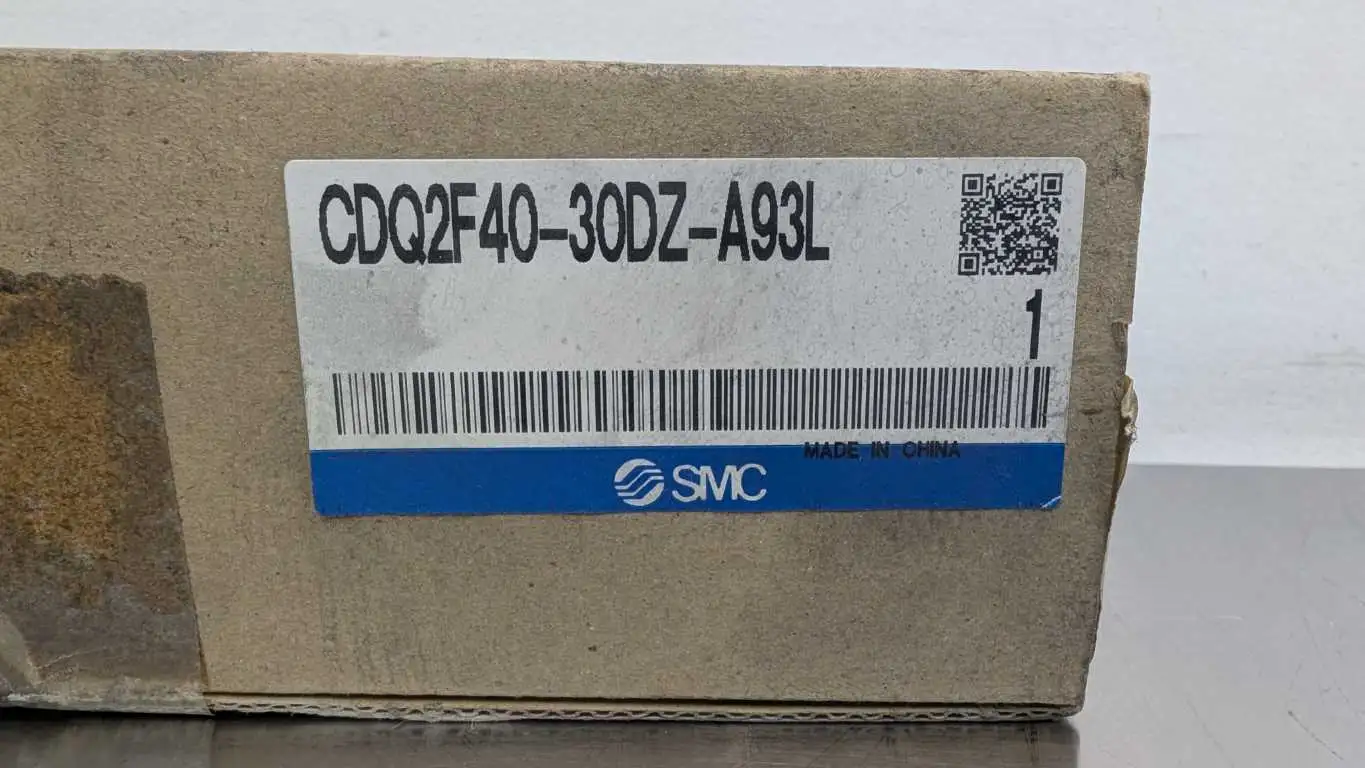 CDQ2F40-30DZ-A93L
1
MADE IN CHINA
SMC